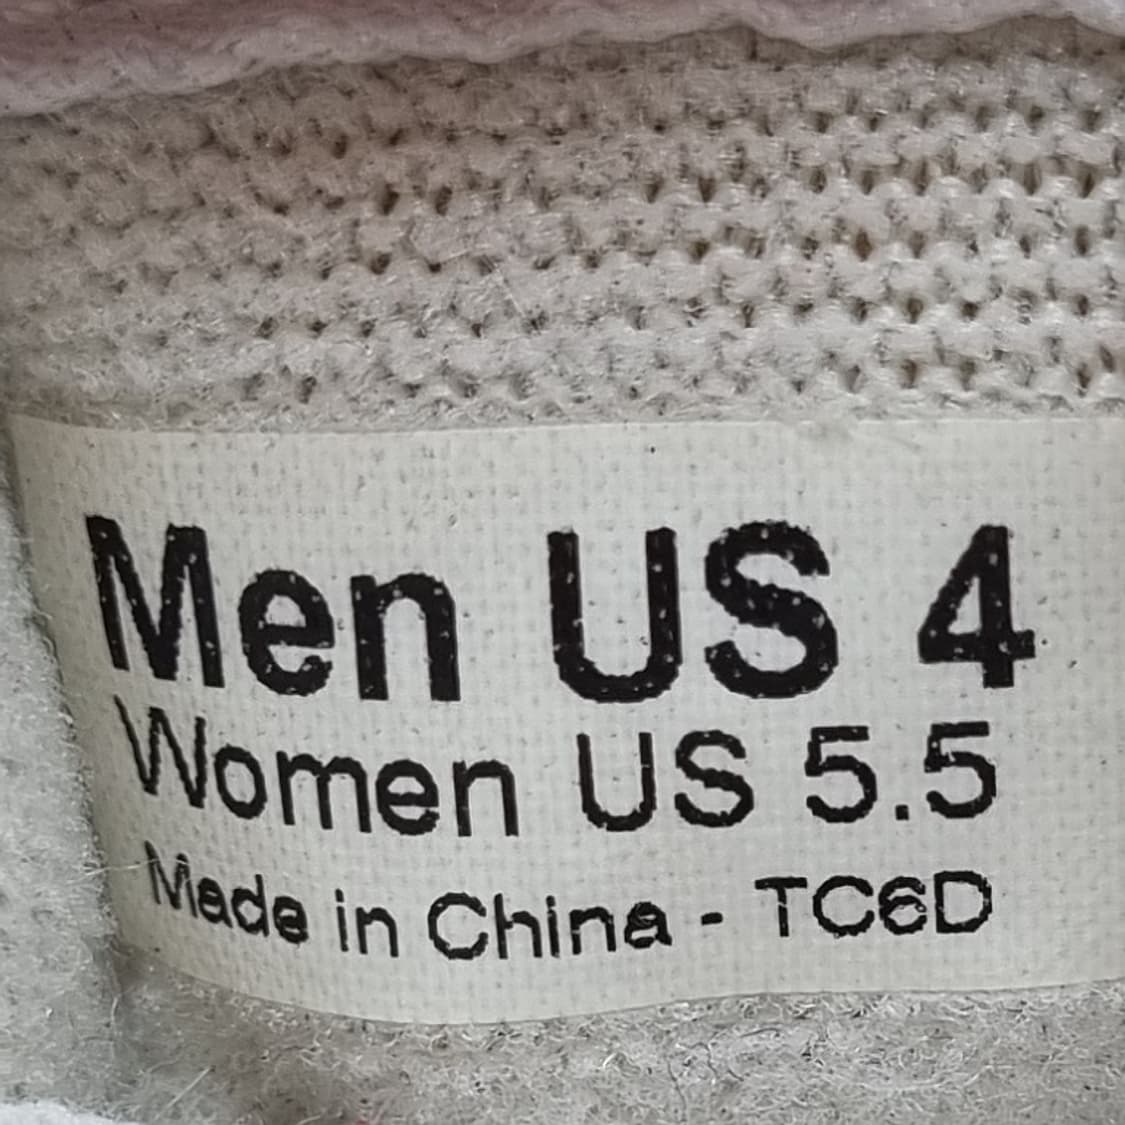 Men US 4
Women US 5.5
Made in China - TC6D